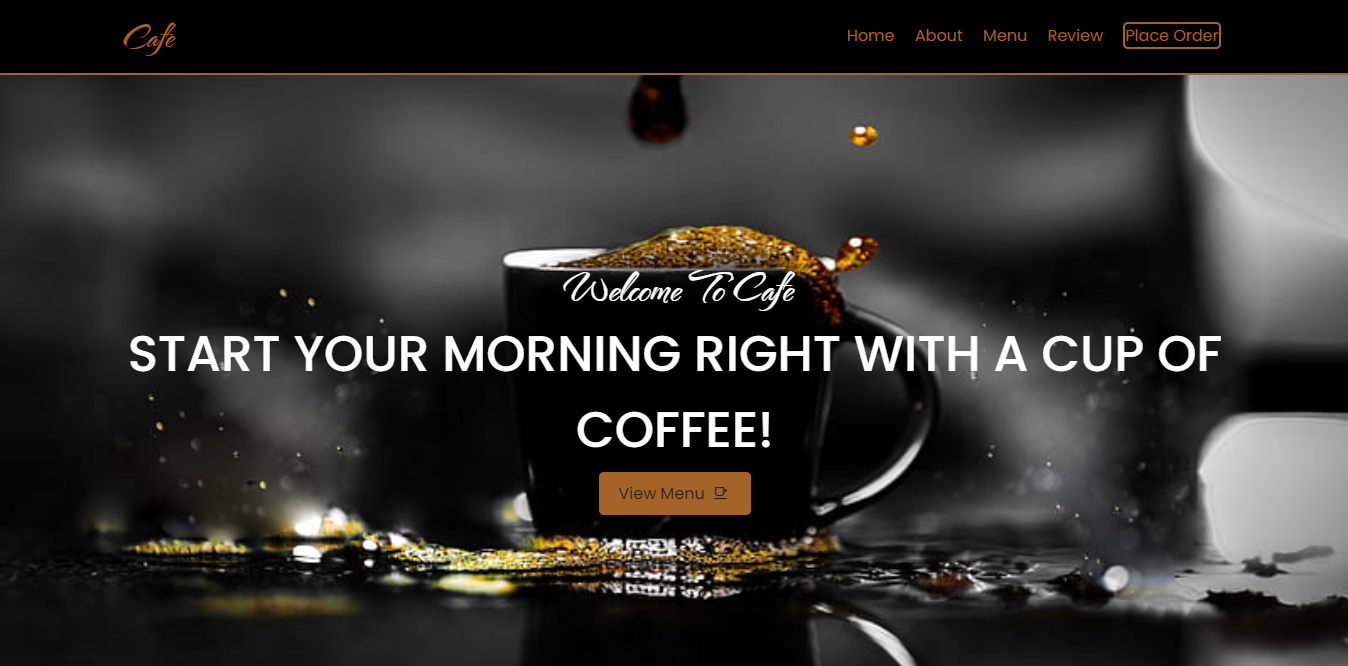 Cafe
Home About Menu Review Place Order
Welcome To Cafe
START YOUR MORNING RIGHT WITH A CUP OF
COFFEE!
View Menu